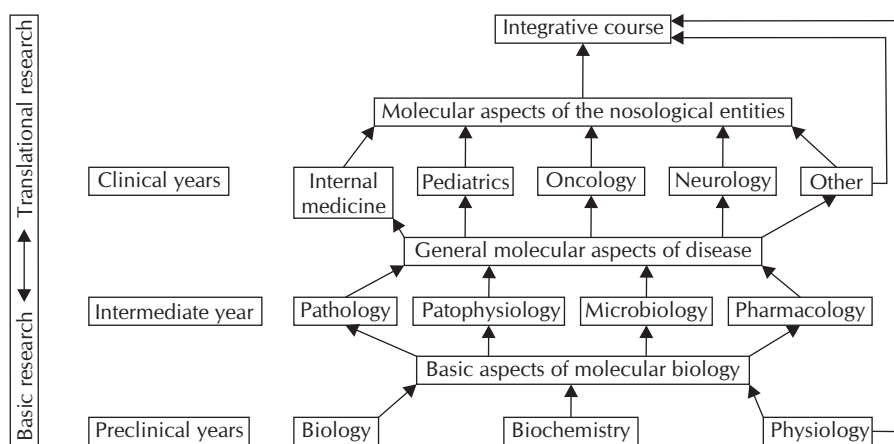 Integrative course
Molecular aspects of the nosological entities
Clinical years
Internal
medicine
Pediatrics
Oncology
Neurology
Other
General molecular aspects of disease
Intermediate year
Pathology
Patophysiology
Microbiology
Pharmacology
Basic aspects of molecular biology
Preclinical years
Biology
Biochemistry
Physiology
Basic research
Translational research